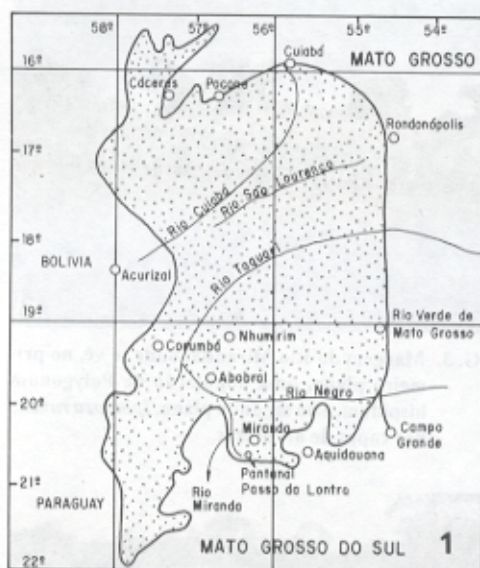 58º 57º 56º 55º 54º
16º
MATO GROSSO
Cuiabá
Cáceres
Pocone
Rondonópolis
17º
Rio Cuiabá
Rio São Lourenço
18º
BOLIVIA
Acurizal
Rio Taquari
19º
Rio Verde de
Mato Grosso
Corumbá
Nhumirim
Abobral
20º
Rio Negro
Miranda
Campo
Grande
Aquidauana
Pantanal
Passo do Lontra
21º
Rio
Miranda
PARAGUAY
MATO GROSSO DO SUL
1
22º